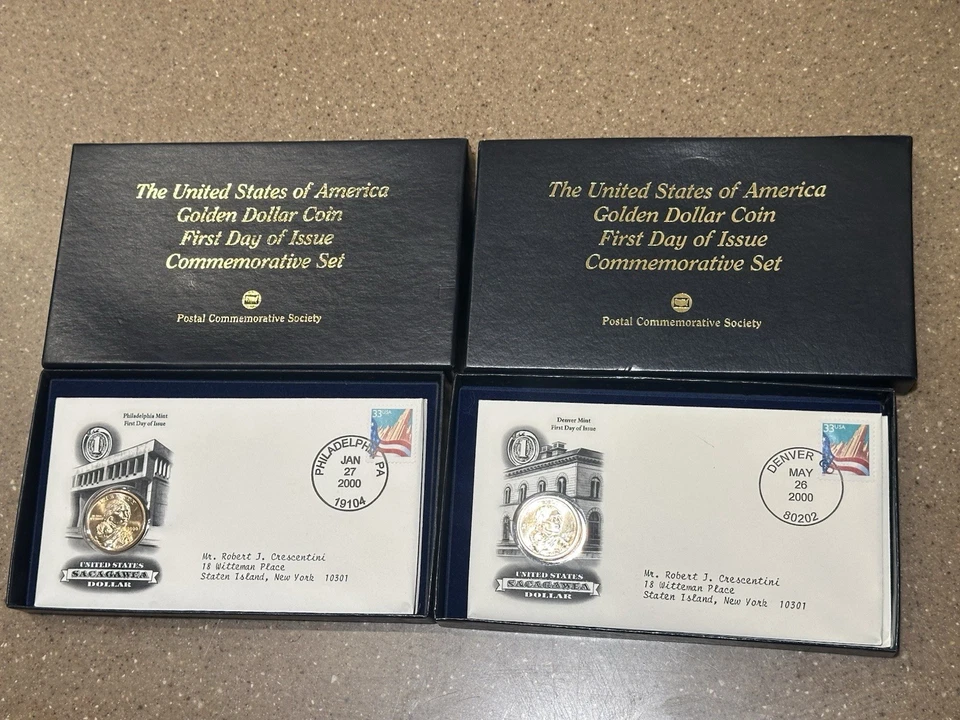 The United States of America
Golden Dollar Coin
First Day of Issue
Commemorative Set
Postal Commemorative Society
The United States of America
Golden Dollar Coin
First Day of Issue
Commemorative Set
Postal Commemorative Society
Philadelphia Mint
First Day of Issue
1
33 USA
PHILADELPHIA PA
JAN
27
2000
19104
Mr. Robert J. Crescentini
18 Witteman Place
Staten Island, New York 10301
UNITED STATES
SACAGAWEA
DOLLAR
Denver Mint
First Day of Issue
1
33USA
DENVER
MAY
26
2000
80202
Mr. Robert J. Crescentini
18 Witteman Place
Staten Island, New York 10301
UNITED STATES
SACAGAWEA
DOLLAR